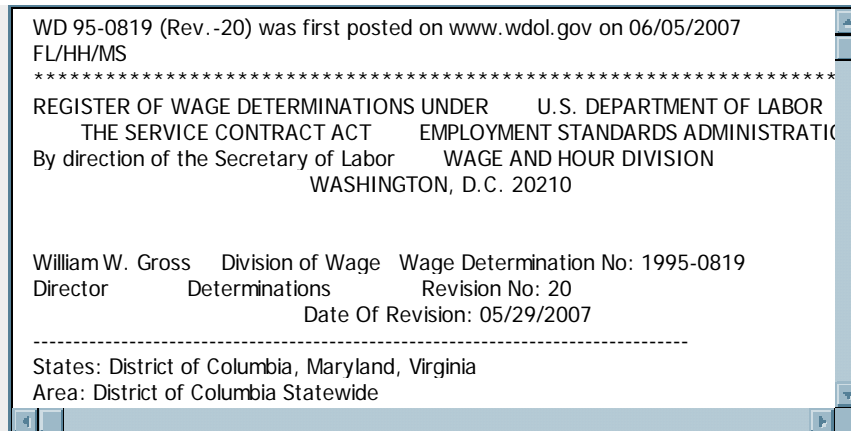 WD 95-0819 (Rev.-20) was first posted on www.wdol.gov on 06/05/2007
FL/HH/MS
********************************************************************
REGISTER OF WAGE DETERMINATIONS UNDER U.S. DEPARTMENT OF LABOR
THE SERVICE CONTRACT ACT EMPLOYMENT STANDARDS ADMINISTRATIO
By direction of the Secretary of Labor WAGE AND HOUR DIVISION
WASHINGTON, D.C. 20210
William W. Gross Division of Wage Wage Determination No: 1995-0819
Director Determinations Revision No: 20
Date Of Revision: 05/29/2007
----------------------------------------------------------------------------------
States: District of Columbia, Maryland, Virginia
Area: District of Columbia Statewide